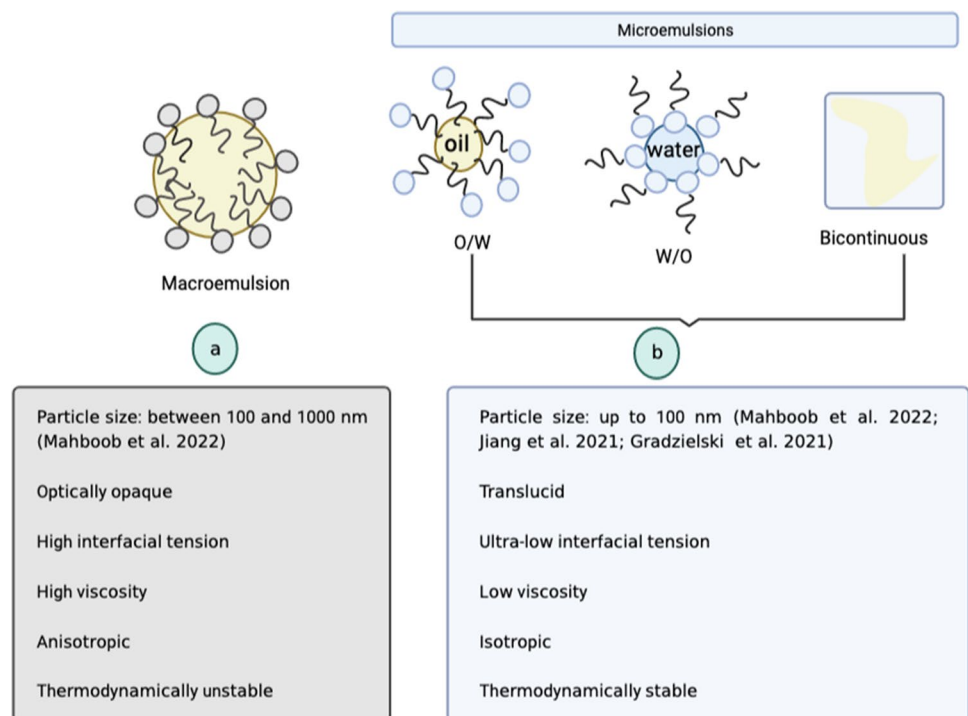 Microemulsions
oil
water
O/W
W/O
Bicontinuous
Macroemulsion
a
b
Particle size: between 100 and 1000 nm
(Mahboob et al. 2022)
Optically opaque
High interfacial tension
High viscosity
Anisotropic
Thermodynamically unstable
Particle size: up to 100 nm (Mahboob et al. 2022;
Jiang et al. 2021; Gradzielski et al. 2021)
Translucid
Ultra-low interfacial tension
Low viscosity
Isotropic
Thermodynamically stable